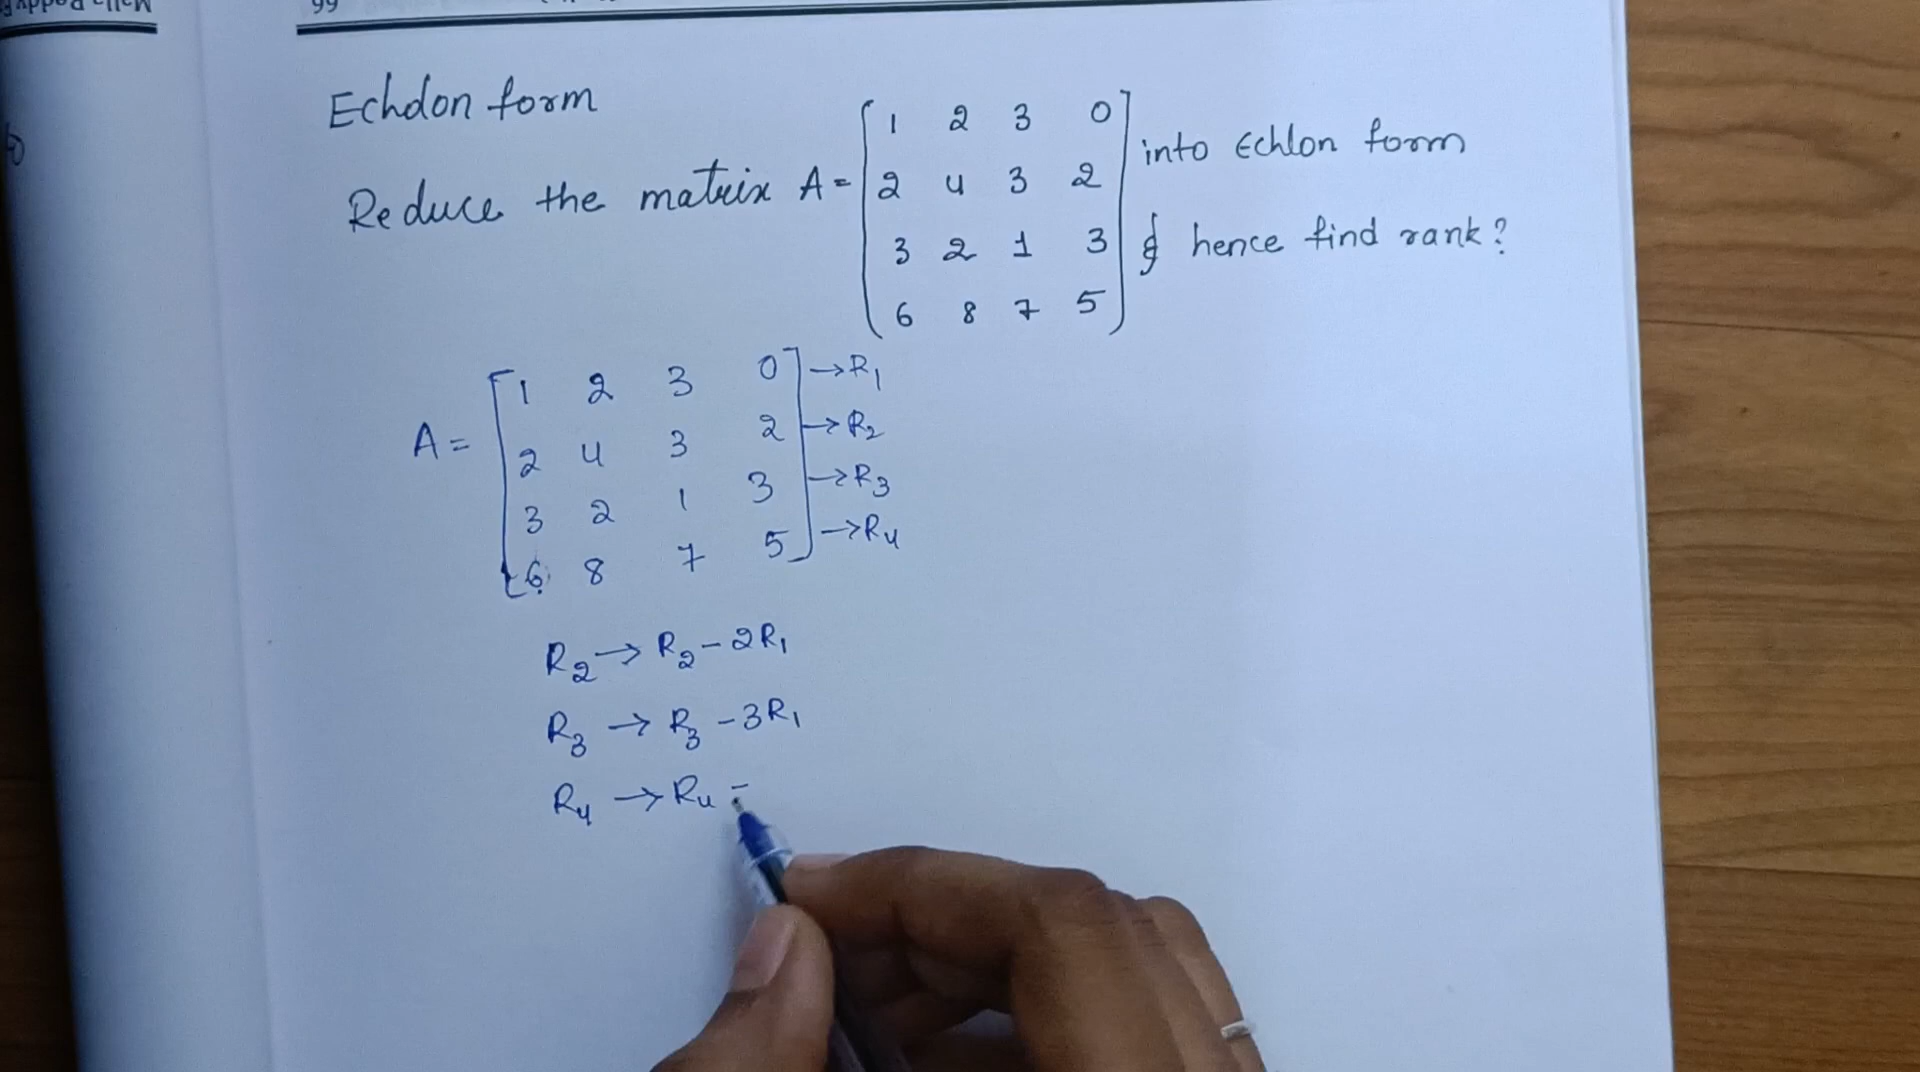 66
Echelon form
Reduce the matrix A = [ 1 2 3 0 ] into Echlon form
2 4 3 2
3 2 1 3 & hence find rank?
6 8 7 5
A = [ 1 2 3 0 ] → R1
2 4 3 2 → R2
3 2 1 3 → R3
6 8 7 5 → R4
R2 → R2 - 2R1
R3 → R3 - 3R1
R4 → R4 -